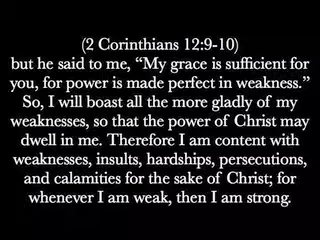 (2 Corinthians 12:9-10)
but he said to me, “My grace is sufficient for
you, for power is made perfect in weakness.”
So, I will boast all the more gladly of my
weaknesses, so that the power of Christ may
dwell in me. Therefore I am content with
weaknesses, insults, hardships, persecutions,
and calamities for the sake of Christ; for
whenever I am weak, then I am strong.